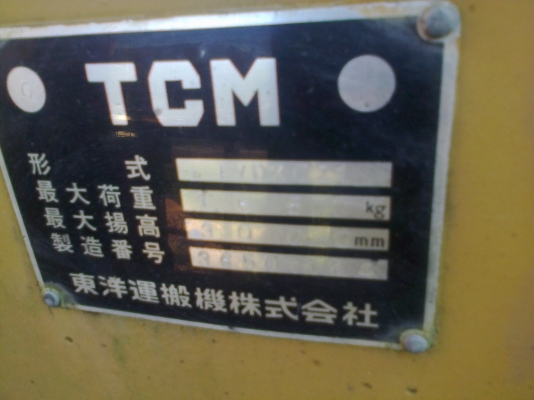 TCM
形式
最大荷重 kg
最大揚高 mm
製造番号
東洋運搬機株式会社